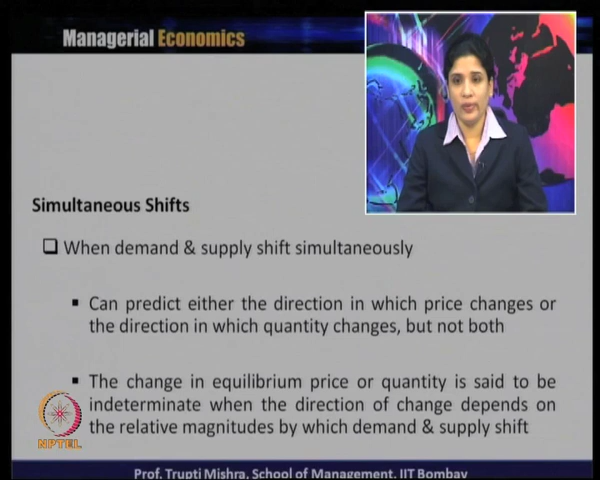 Managerial Economics
Simultaneous Shifts
When demand & supply shift simultaneously
Can predict either the direction in which price changes or
the direction in which quantity changes, but not both
The change in equilibrium price or quantity is said to be
indeterminate when the direction of change depends on
the relative magnitudes by which demand & supply shift
NPTEL
Prof. Trupti Mishra, School of Management, IIT Bombay